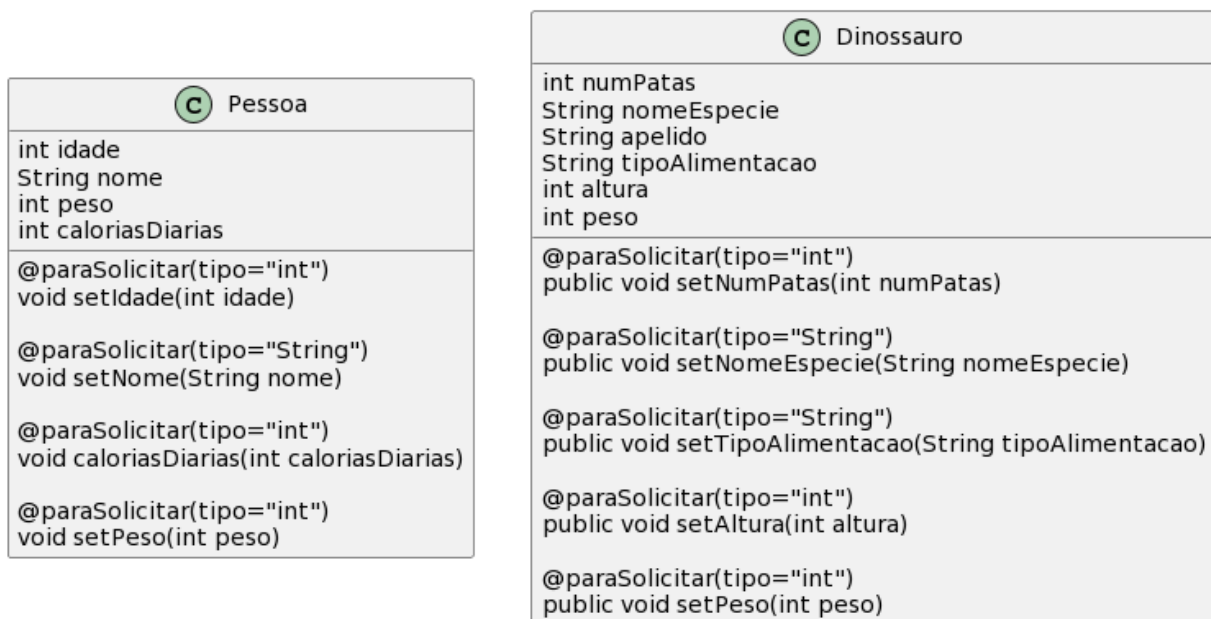 C Pessoa
int idade
String nome
int peso
int caloriasDiarias
@paraSolicitar(tipo="int")
void setIdade(int idade)
@paraSolicitar(tipo="String")
void setNome(String nome)
@paraSolicitar(tipo="int")
void caloriasDiarias(int caloriasDiarias)
@paraSolicitar(tipo="int")
void setPeso(int peso)
C Dinossauro
int numPatas
String nomeEspecie
String apelido
String tipoAlimentacao
int altura
int peso
@paraSolicitar(tipo="int")
public void setNumPatas(int numPatas)
@paraSolicitar(tipo="String")
public void setNomeEspecie(String nomeEspecie)
@paraSolicitar(tipo="String")
public void setTipoAlimentacao(String tipoAlimentacao)
@paraSolicitar(tipo="int")
public void setAltura(int altura)
@paraSolicitar(tipo="int")
public void setPeso(int peso)